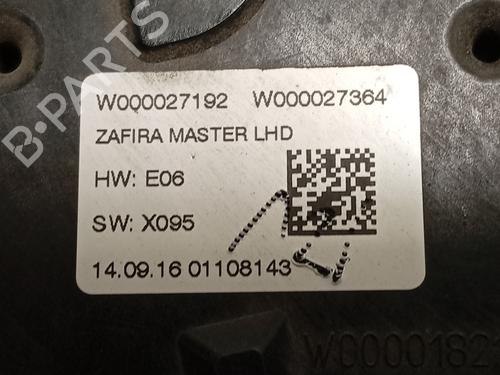 W000027192 W000027364
ZAFIRA MASTER LHD
HW: E06
SW: X095
14.09.16 01108143
B-PARTS